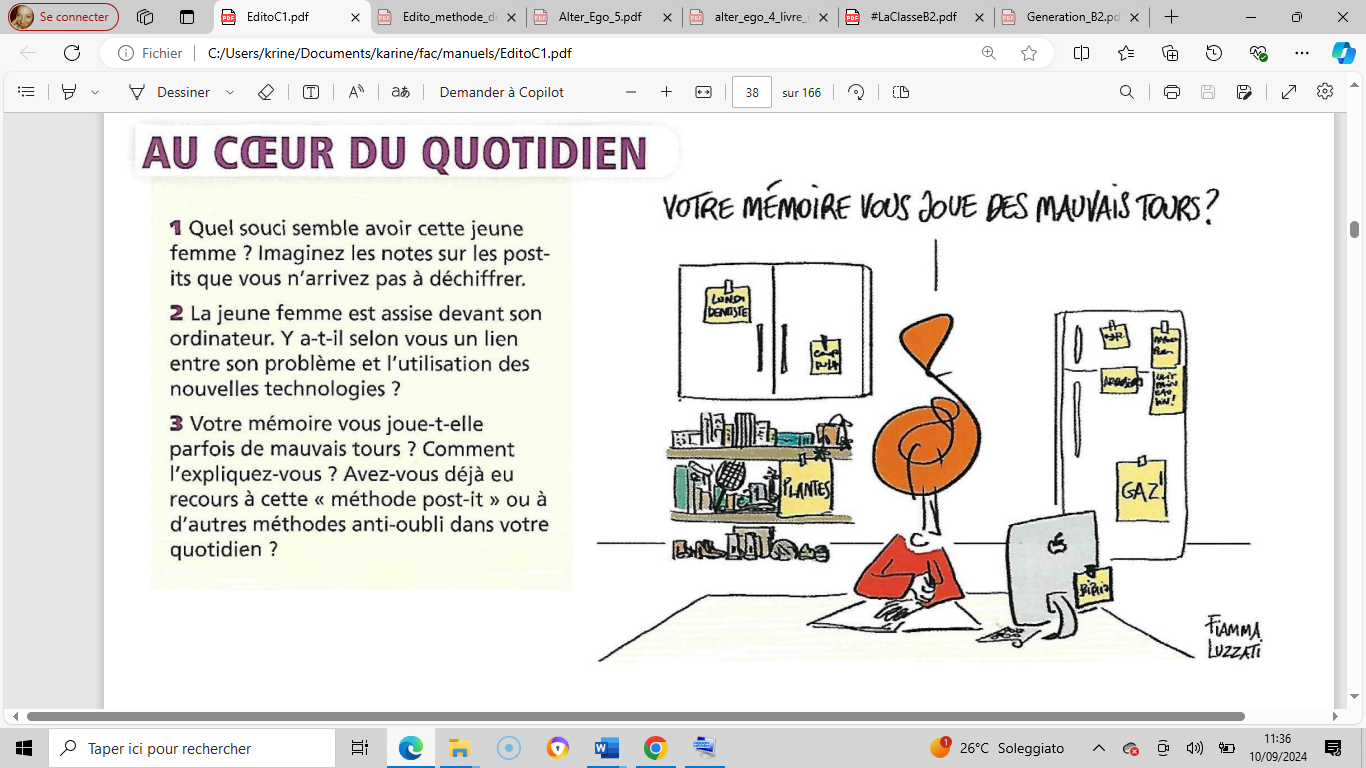 Se connecter
EditoC1.pdf
Edito_methode_d
Alter_Ego_5.pdf
alter_ego_4_livre_
#LaClasseB2.pdf
Generation_B2.pd
Fichier
C:/Users/krine/Documents/karine/fac/manuels/EditoC1.pdf
Dessiner
Demander à Copilot
38
sur 166
AU CŒUR DU QUOTIDIEN
1 Quel souci semble avoir cette jeune
femme ? Imaginez les notes sur les post-
its que vous n'arrivez pas à déchiffrer.
2 La jeune femme est assise devant son
ordinateur. Y a-t-il selon vous un lien
entre son problème et l'utilisation des
nouvelles technologies ?
3 Votre mémoire vous joue-t-elle
parfois de mauvais tours ? Comment
l'expliquez-vous ? Avez-vous déjà eu
recours à cette « méthode post-it » ou à
d'autres méthodes anti-oubli dans votre
quotidien ?
VOTRE MÉMOIRE VOUS JOUE DES MAUVAIS TOURS ?
LUNDI
DENTISTE
PLANTES
GAZ!
FIAMMA
LUZZATI
Taper ici pour rechercher
1
26°C Soleggiato
11:36
10/09/2024